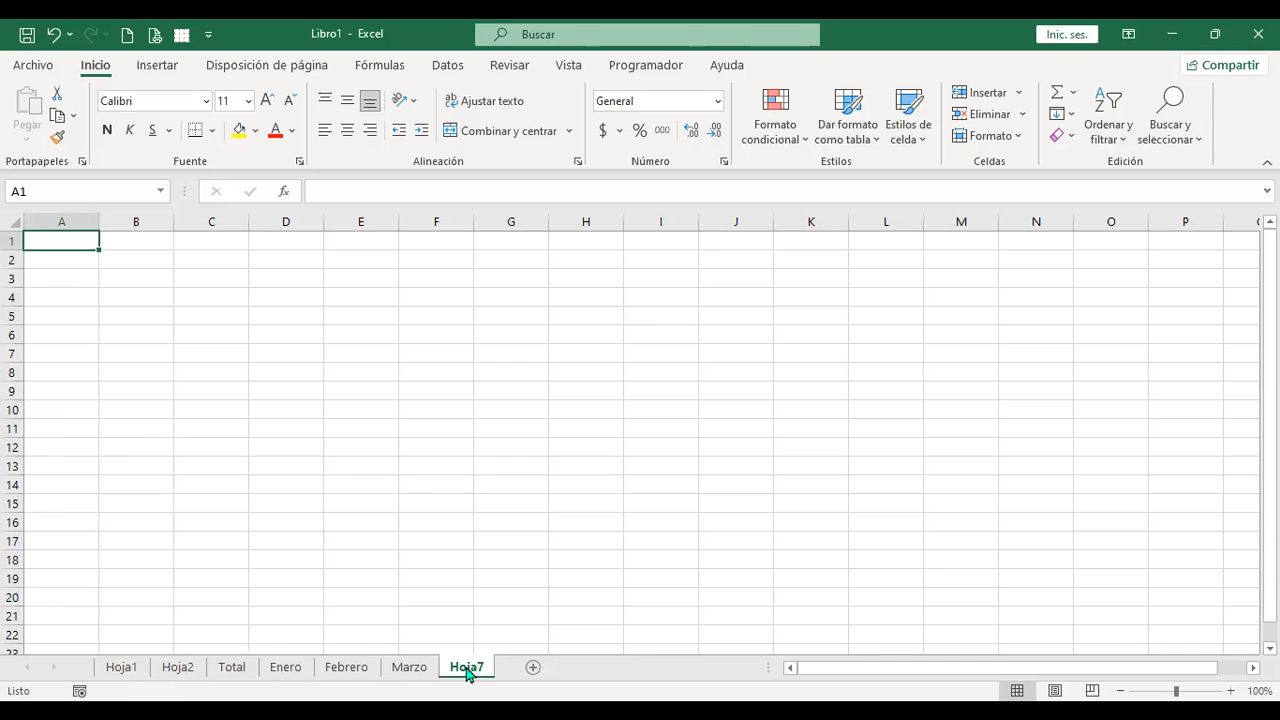 Libro1 - Excel
Buscar
Inic. ses.
Archivo Inicio Insertar Disposición de página Fórmulas Datos Revisar Vista Programador Ayuda Compartir
Pegar
Calibri 11
Ajustar texto
General
Formato condicional
Dar formato como tabla
Estilos de celda
Insertar
Ordenar y filtrar
Buscar y seleccionar
N K S A
Combinar y centrar
$ % 000
Eliminar
Formato
Portapapeles Fuente Alineación Número Estilos Celdas Edición
A1 fx
A B C D E F G H I J K L M N O P
1
2
3
4
5
6
7
8
9
10
11
12
13
14
15
16
17
18
19
20
21
22
23
Hoja1 Hoja2 Total Enero Febrero Marzo Hoja7
Listo 100%